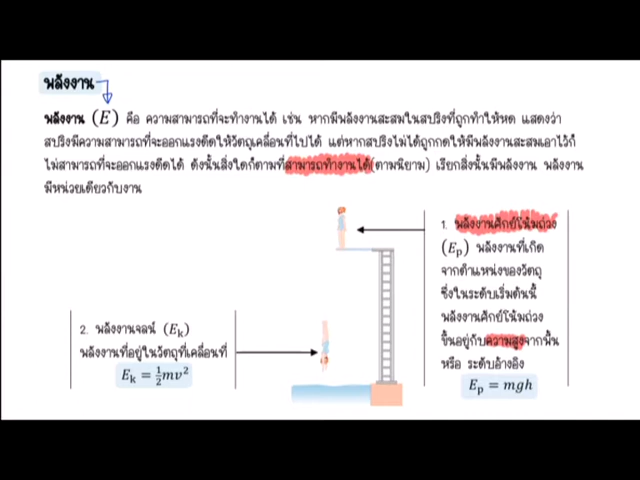 พลังงาน
พลังงาน (E) คือ ความสามารถที่จะทำงานได้ เช่น หากมีพลังงานสะสมในสปริงที่ถูกทำให้หด แสดงว่า
สปริงมีความสามารถที่จะออกแรงดีดให้วัตถุเคลื่อนที่ไปได้ แต่หากสปริงไม่ได้ถูกกดให้มีพลังงานสะสมเอาไว้ก็
ไม่สามารถที่จะออกแรงดีดได้ ดังนั้นสิ่งใดก็ตามที่สามารถทำงานได้(ตามนิยาม) เรียกสิ่งนั้นมีพลังงาน พลังงาน
มีหน่วยเดียวกับงาน
1. พลังงานศักย์โน้มถ่วง
(Eₚ) พลังงานที่เกิด
จากตำแหน่งของวัตถุ
ซึ่งในระดับเริ่มต้นนี้
พลังงานศักย์โน้มถ่วง
ขึ้นอยู่กับความสูงจากพื้น
หรือ ระดับอ้างอิง
Eₚ = mgh
2. พลังงานจลน์ (Eₖ)
พลังงานที่อยู่ในวัตถุที่เคลื่อนที่
Eₖ = ½mv²